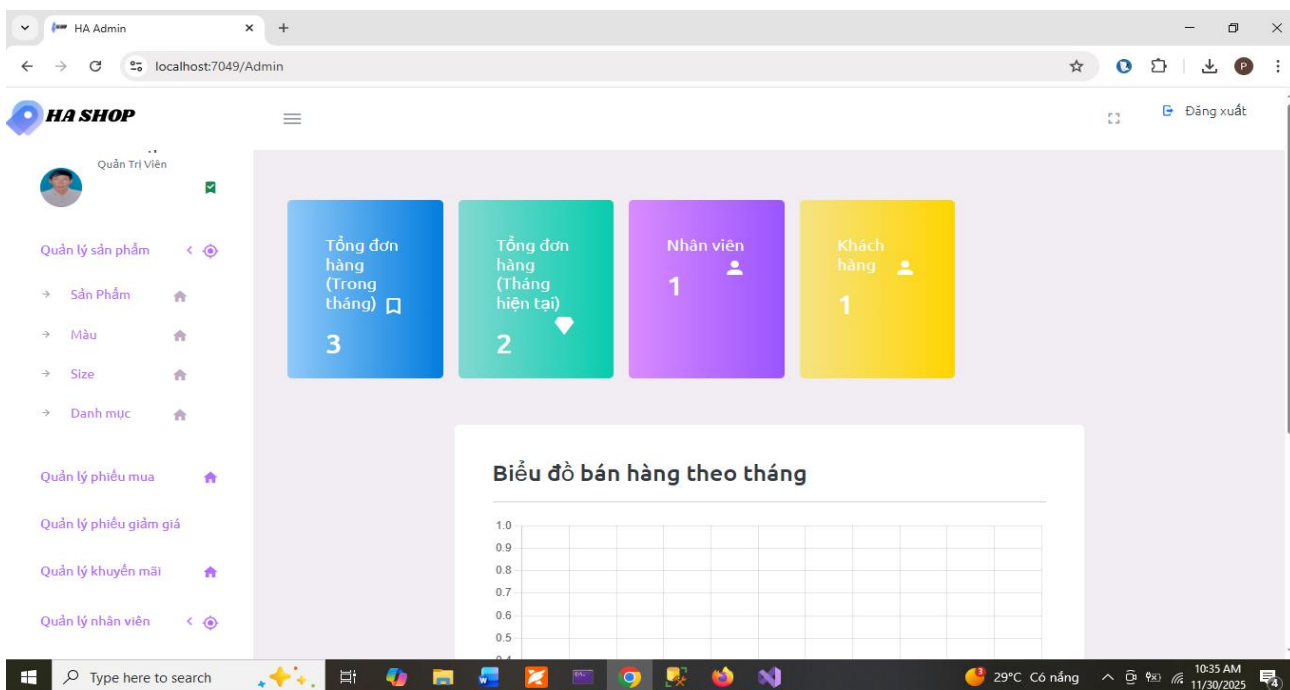 HA Admin
localhost:7049/Admin
HA SHOP
Đăng xuất
Quản Trị Viên
Quản lý sản phẩm
Sản Phẩm
Màu
Size
Danh mục
Quản lý phiếu mua
Quản lý phiếu giảm giá
Quản lý khuyến mãi
Quản lý nhân viên
Tổng đơn
hàng
(Trong
tháng)
3
Tổng đơn
hàng
(Tháng
hiện tại)
2
Nhân viên
1
Khách
hàng
1
Biểu đồ bán hàng theo tháng
1.0
0.9
0.8
0.7
0.6
0.5
Type here to search
29°C Có nắng
10:35 AM
11/30/2025